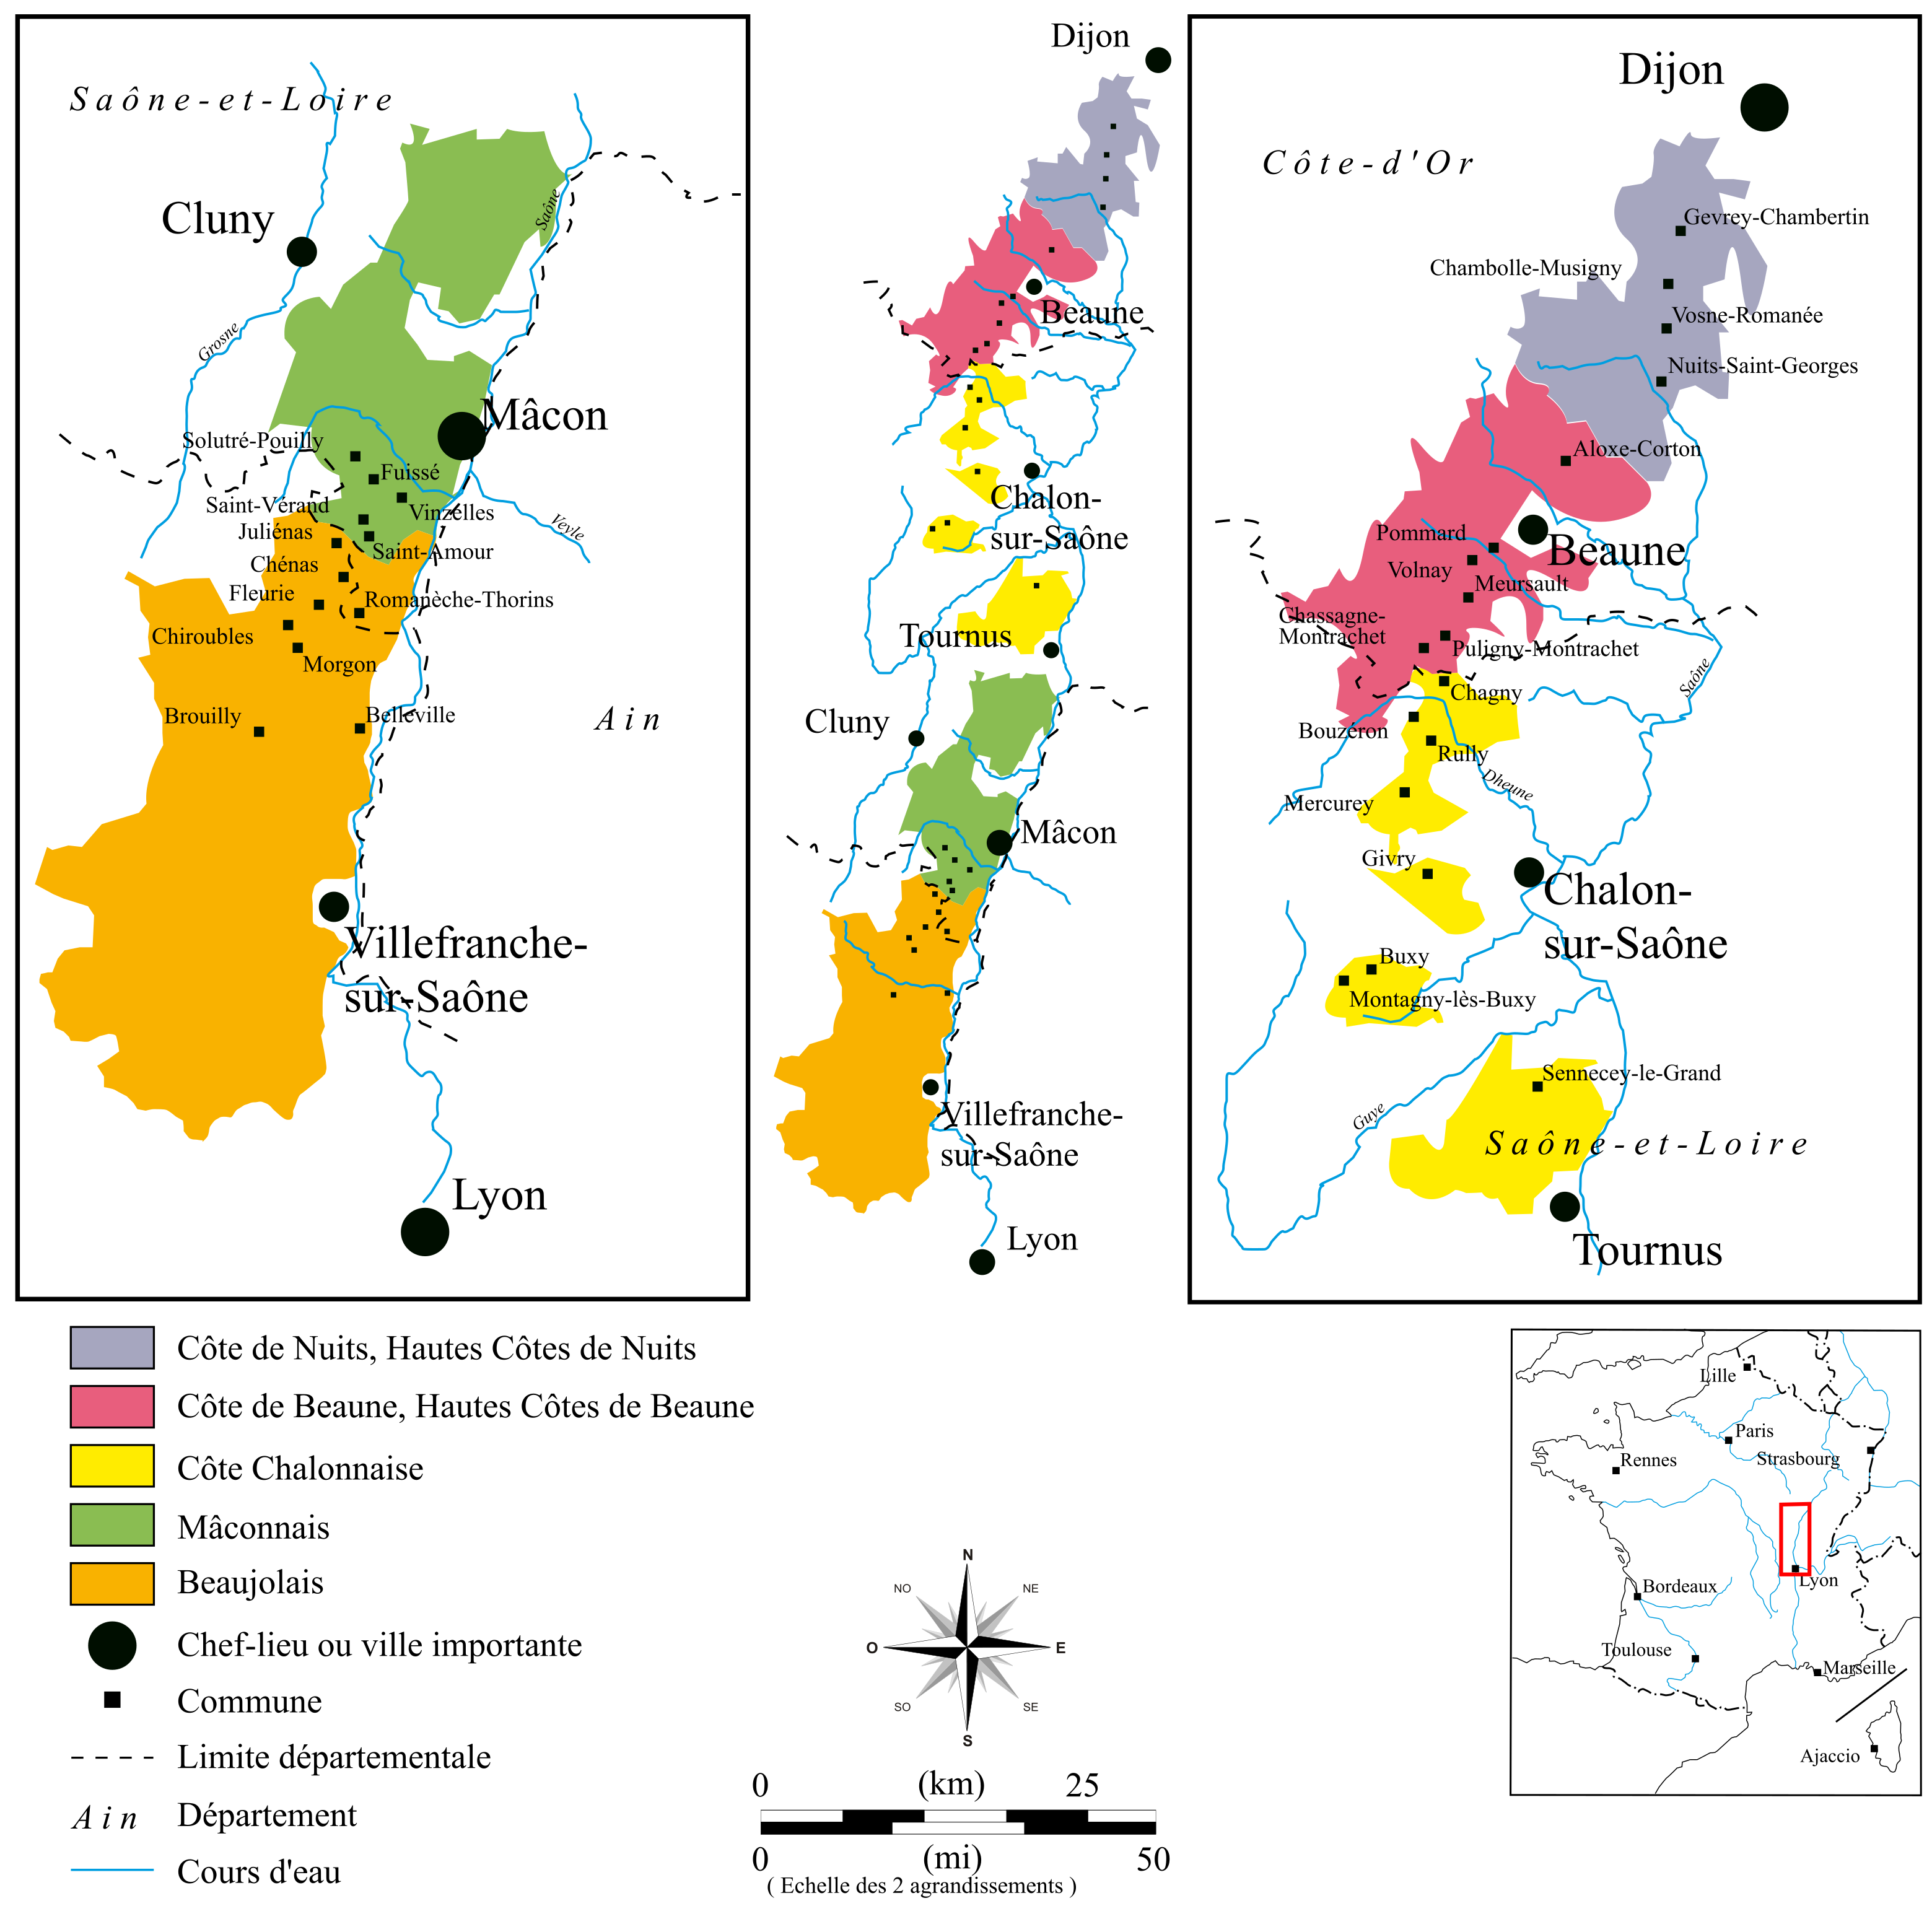 Saône-et-Loire
Cluny
Saône
Grosne
Mâcon
Solutré-Pouilly
Fuissé
Saint-Vérand
Vinzelles
Juliénas
Saint-Amour
Vevle
Chénas
Fleurie
Romanèche-Thorins
Chiroubles
Morgon
Brouilly
Belleville
Ain
Villefranche-
sur-Saône
Lyon
Dijon
Beaune
Chalon-
sur-Saône
Tournus
Cluny
Mâcon
Villefranche-
sur-Saône
Lyon
Dijon
Côte-d'Or
Gevrey-Chambertin
Chambolle-Musigny
Vosne-Romanée
Nuits-Saint-Georges
Aloxe-Corton
Pommard
Beaune
Volnay
Meursault
Chassagne-
Montrachet
Puligny-Montrachet
Saône
Chagny
Bouzéron
Rully
Dheune
Mercurey
Givry
Chalon-
sur-Saône
Buxy
Montagny-lès-Buxy
Sennecey-le-Grand
Guye
Saône-et-Loire
Tournus
Côte de Nuits, Hautes Côtes de Nuits
Côte de Beaune, Hautes Côtes de Beaune
Côte Chalonnaise
Mâconnais
Beaujolais
Chef-lieu ou ville importante
Commune
Limite départementale
Ain Département
Cours d'eau
N
NO NE
O E
SO SE
S
0 (km) 25
0 (mi) 50
( Echelle des 2 agrandissements )
Lille
Paris
Strasbourg
Rennes
Lyon
Bordeaux
Toulouse
Marseille
Ajaccio